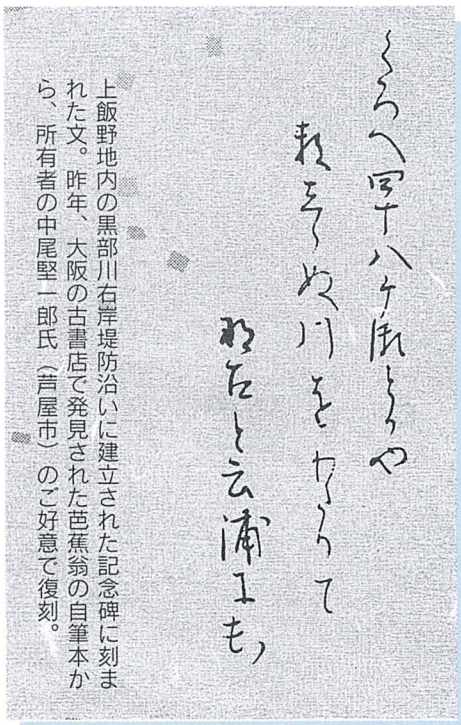 くろへ四十八ケ瀬とかや
数しらぬ川をわたりて
那古と云浦に
上飯野地内の黒部川右岸堤防沿いに建立された記念碑に刻ま
れた文。昨年、大阪の古書店で発見された芭蕉翁の自筆本か
ら、所有者の中尾堅一郎氏（芦屋市）のご好意で復刻。